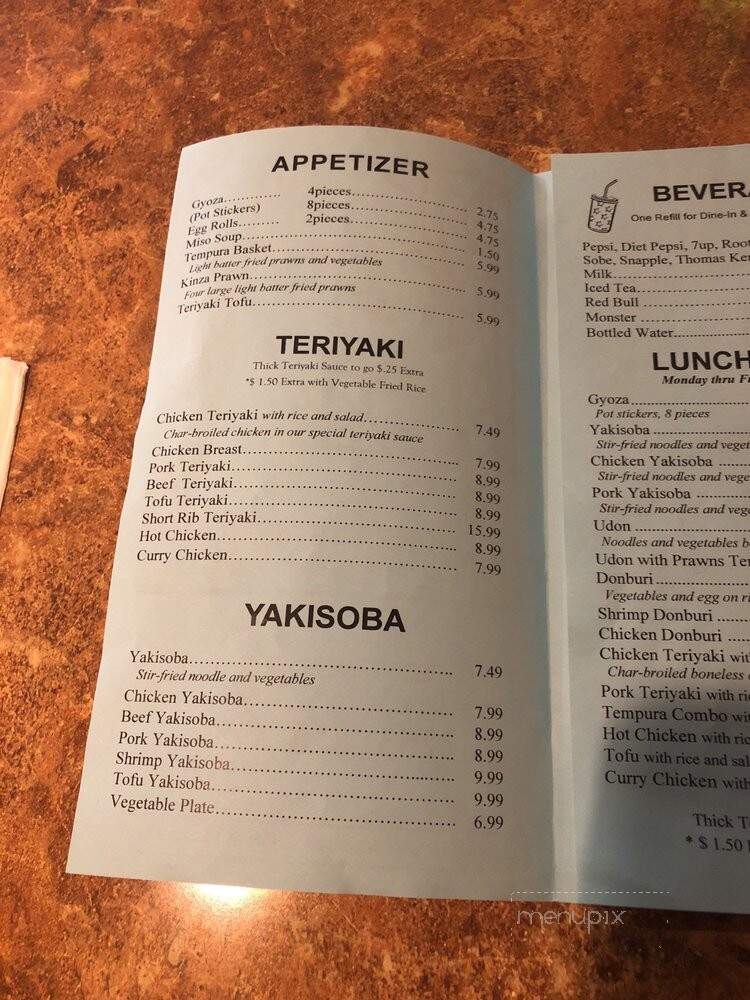 APPETIZER
Gyoza............ 4pieces........................ 2.75
(Pot Stickers) 8pieces........................ 4.75
Egg Rolls......... 2pieces........................ 4.75
Miso Soup................................................ 1.50
Tempura Basket........................................ 5.99
Light batter fried prawns and vegetables
Kinza Prawn............................................ 5.99
Four large light batter fried prawns
Teriyaki Tofu............................................ 5.99
TERIYAKI
Thick Teriyaki Sauce to go $.25 Extra
*$ 1.50 Extra with Vegetable Fried Rice
Chicken Teriyaki with rice and salad.................... 7.49
Char-broiled chicken in our special teriyaki sauce
Chicken Breast................................................ 7.99
Pork Teriyaki................................................ 8.99
Beef Teriyaki................................................ 8.99
Tofu Teriyaki................................................ 8.99
Short Rib Teriyaki........................................ 15.99
Hot Chicken................................................ 8.99
Curry Chicken................................................ 7.99
YAKISOBA
Yakisoba................................................ 7.49
Stir-fried noodle and vegetables
Chicken Yakisoba........................................ 7.99
Beef Yakisoba............................................ 8.99
Pork Yakisoba............................................ 8.99
Shrimp Yakisoba........................................ 9.99
Tofu Yakisoba............................................ 9.99
Vegetable Plate........................................ 6.99
BEVERA
One Refill for Dine-In &
Pepsi, Diet Pepsi, 7up, Root
Sobe, Snapple, Thomas Ke
Milk........................
Iced Tea....................
Red Bull ....................
Monster ....................
Bottled Water................
LUNCH
Monday thru F
Gyoza........................
Pot stickers, 8 pieces
Yakisoba ....................
Stir-fried noodles and veget
Chicken Yakisoba ........
Stir-fried noodles and vege
Pork Yakisoba ............
Stir-fried noodles and vege
Udon ........................
Noodles and vegetables b
Udon with Prawns Te
Donburi....................
Vegetables and egg on r
Shrimp Donburi ........
Chicken Donburi ......
Chicken Teriyaki wit
Char-broiled boneless
Pork Teriyaki with ric
Tempura Combo wi
Hot Chicken with ric
Tofu with rice and sal
Curry Chicken with
Thick T
* $ 1.50
menupix